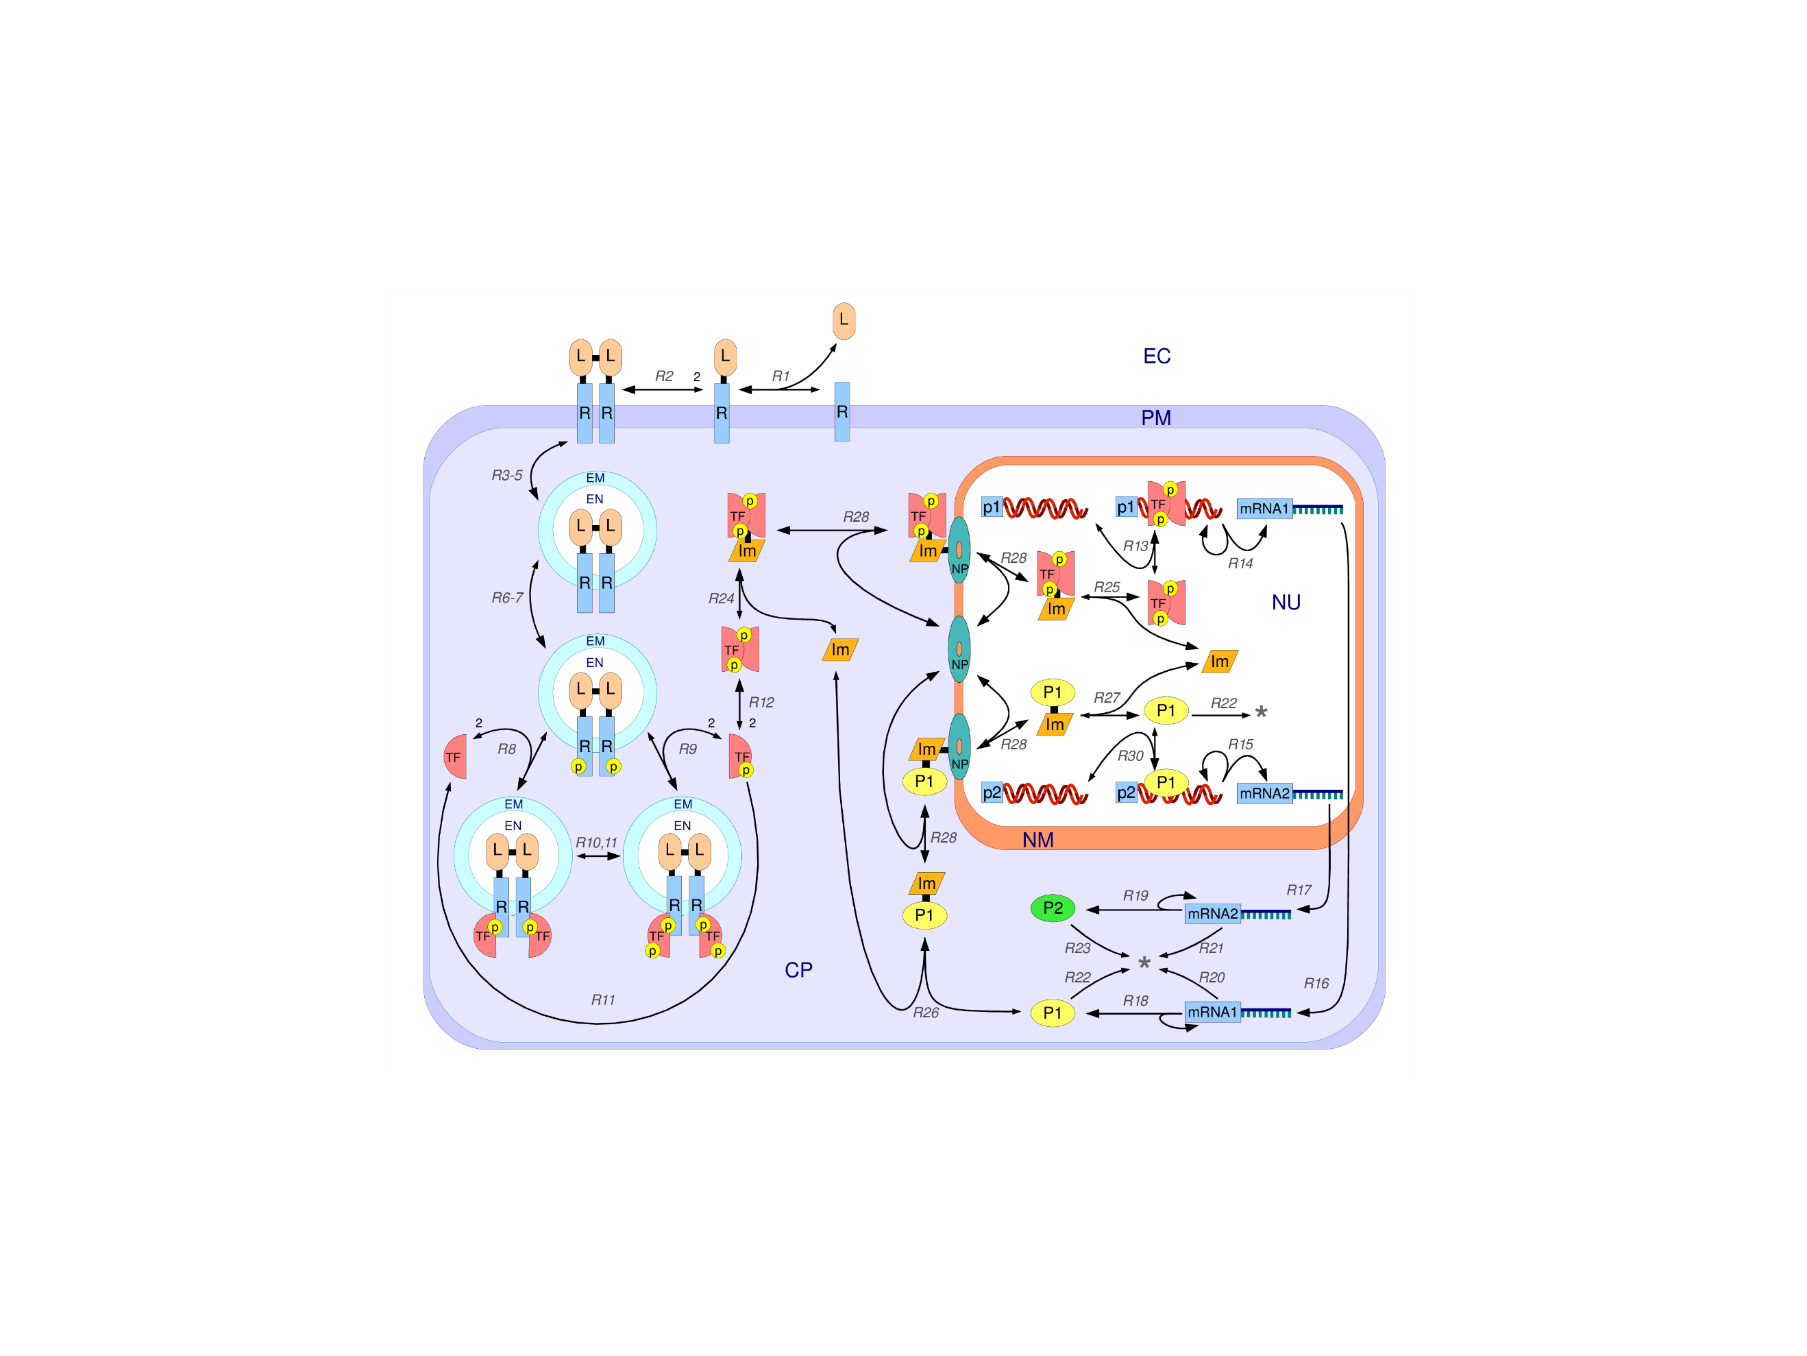 L
L L
L
EC
R2
2
R1
R R
R
R
PM
R3-5
EM
EN
L L
R R
R6-7
EM
EN
L L
R R
p p
2
R8
2
R9
TF
2
TF
p
R12
EM
EN
L L
R R
TF p p TF
R10,11
EM
EN
L L
R R
TF p p TF
p p
R11
CP
p
TF
p
Im
R24
p
TF
p
Im
R28
p
TF
p
Im
NP
NP
NP
R28
p
TF
p
Im
R25
p
TF
p
Im
p1
p1
p
TF
p
mRNA1
R13
R14
NU
P1
Im
R27
P1
R22
*
R28
R30
R15
p2
p2
P1
mRNA2
NM
Im
P1
R28
Im
P1
R26
P2
R19
mRNA2
R17
R23
*
R21
R22
R20
P1
R18
mRNA1
R16